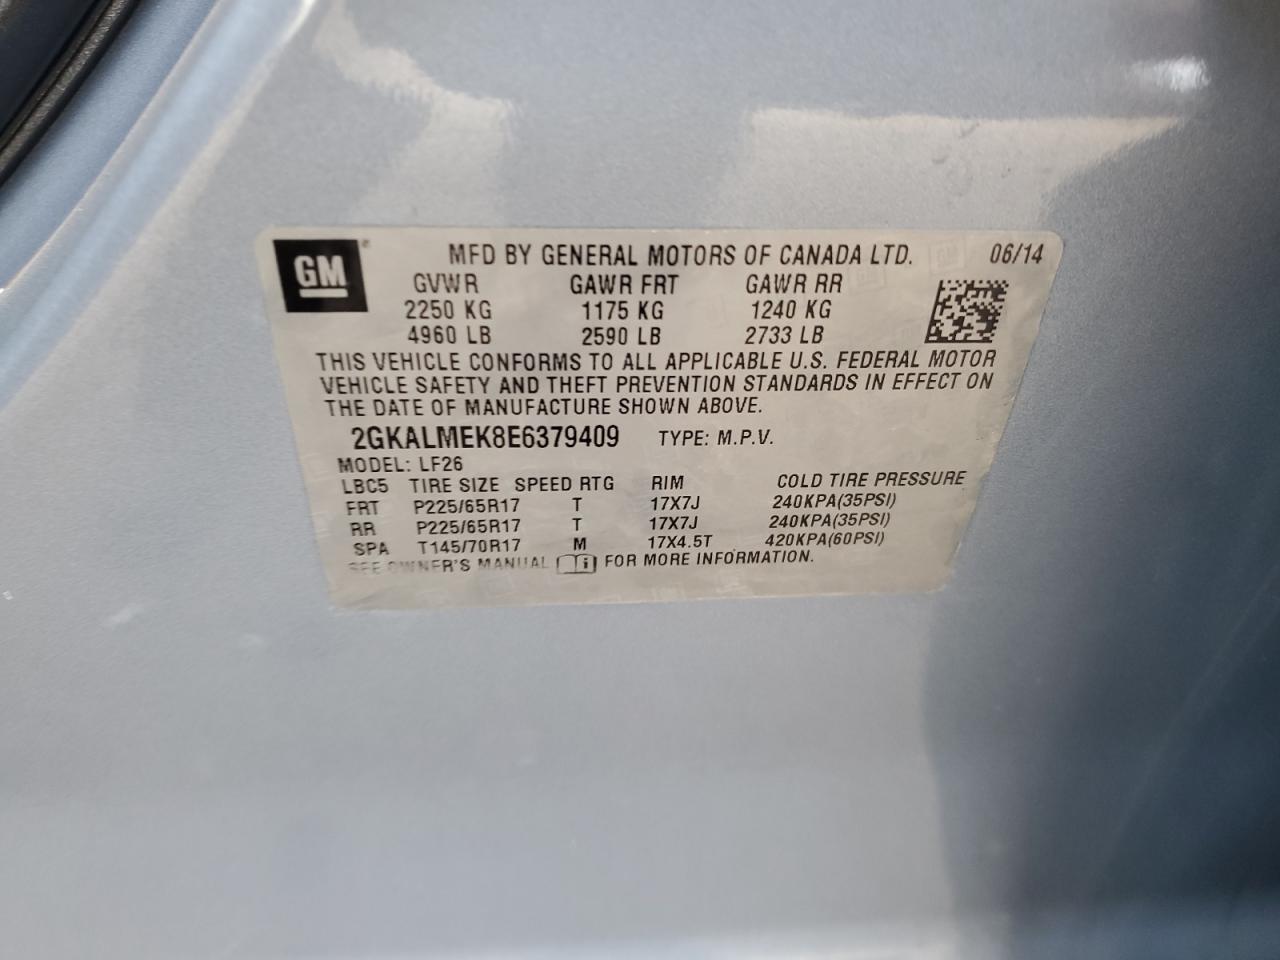 GM MFD BY GENERAL MOTORS OF CANADA LTD. 06/14
GVWR GAWR FRT GAWR RR
2250 KG 1175 KG 1240 KG
4960 LB 2590 LB 2733 LB
THIS VEHICLE CONFORMS TO ALL APPLICABLE U.S. FEDERAL MOTOR
VEHICLE SAFETY AND THEFT PREVENTION STANDARDS IN EFFECT ON
THE DATE OF MANUFACTURE SHOWN ABOVE.
2GKALMEK8E6379409 TYPE: M.P.V.
MODEL: LF26
LBC5 TIRE SIZE SPEED RTG RIM COLD TIRE PRESSURE
FRT P225/65R17 T 17X7J 240KPA(35PSI)
RR P225/65R17 T 17X7J 240KPA(35PSI)
SPA T145/70R17 M 17X4.5T 420KPA(60PSI)
SEE OWNER'S MANUAL i FOR MORE INFORMATION.